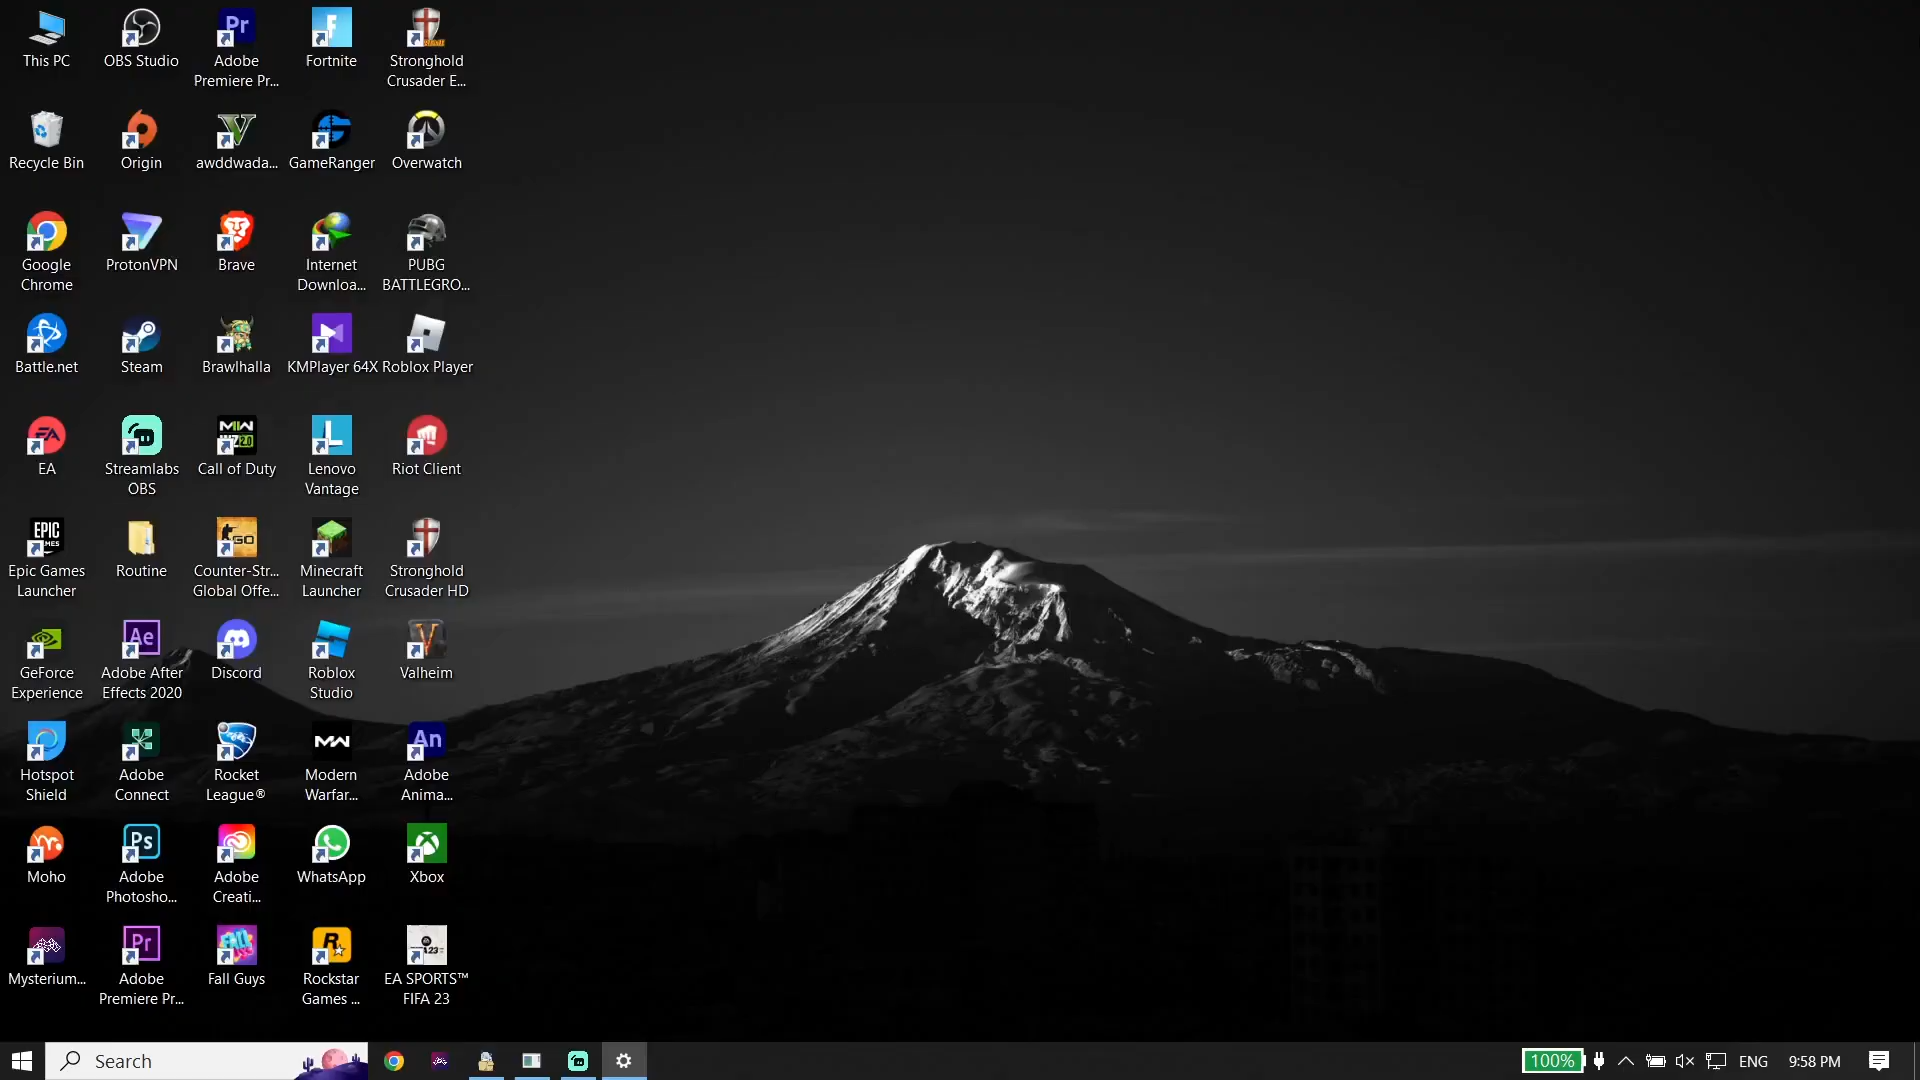 This PC
OBS Studio
Adobe
Premiere Pr...
Fortnite
Stronghold
Crusader E...
Recycle Bin
Origin
awddwada...
GameRanger
Overwatch
Google
Chrome
ProtonVPN
Brave
Internet
Downloa...
PUBG
BATTLEGRO...
Battle.net
Steam
Brawlhalla
KMPlayer 64X
Roblox Player
EA
Streamlabs
OBS
Call of Duty
Lenovo
Vantage
Riot Client
Epic Games
Launcher
Routine
Counter-Str...
Global Offe...
Minecraft
Launcher
Stronghold
Crusader HD
GeForce
Experience
Adobe After
Effects 2020
Discord
Roblox
Studio
Valheim
Hotspot
Shield
Adobe
Connect
Rocket
League®
Modern
Warfar...
Adobe
Anima...
Moho
Adobe
Photosho...
Adobe
Creati...
WhatsApp
Xbox
Mysterium...
Adobe
Premiere Pr...
Fall Guys
Rockstar
Games ...
EA SPORTS™
FIFA 23
Search
100%
ENG
9:58 PM